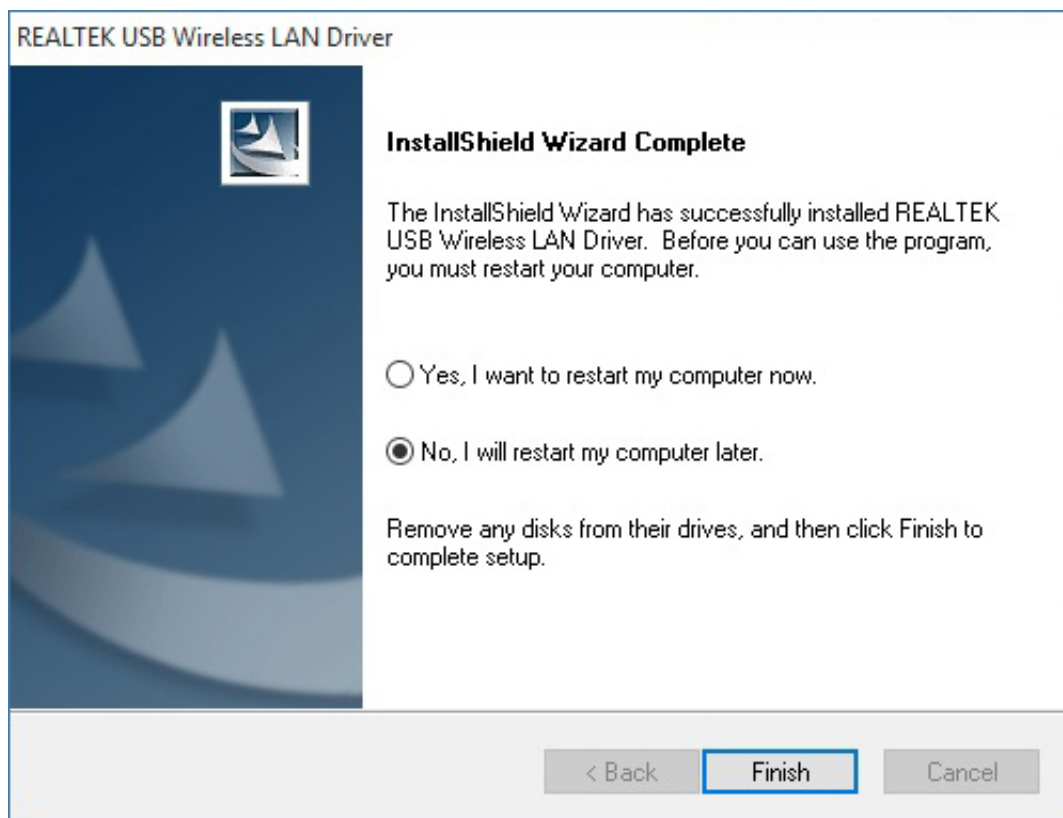 REALTEK USB Wireless LAN Driver
InstallShield Wizard Complete
The InstallShield Wizard has successfully installed REALTEK
USB Wireless LAN Driver.  Before you can use the program,
you must restart your computer.
Yes, I want to restart my computer now.
No, I will restart my computer later.
Remove any disks from their drives, and then click Finish to
complete setup.
< Back
Finish
Cancel